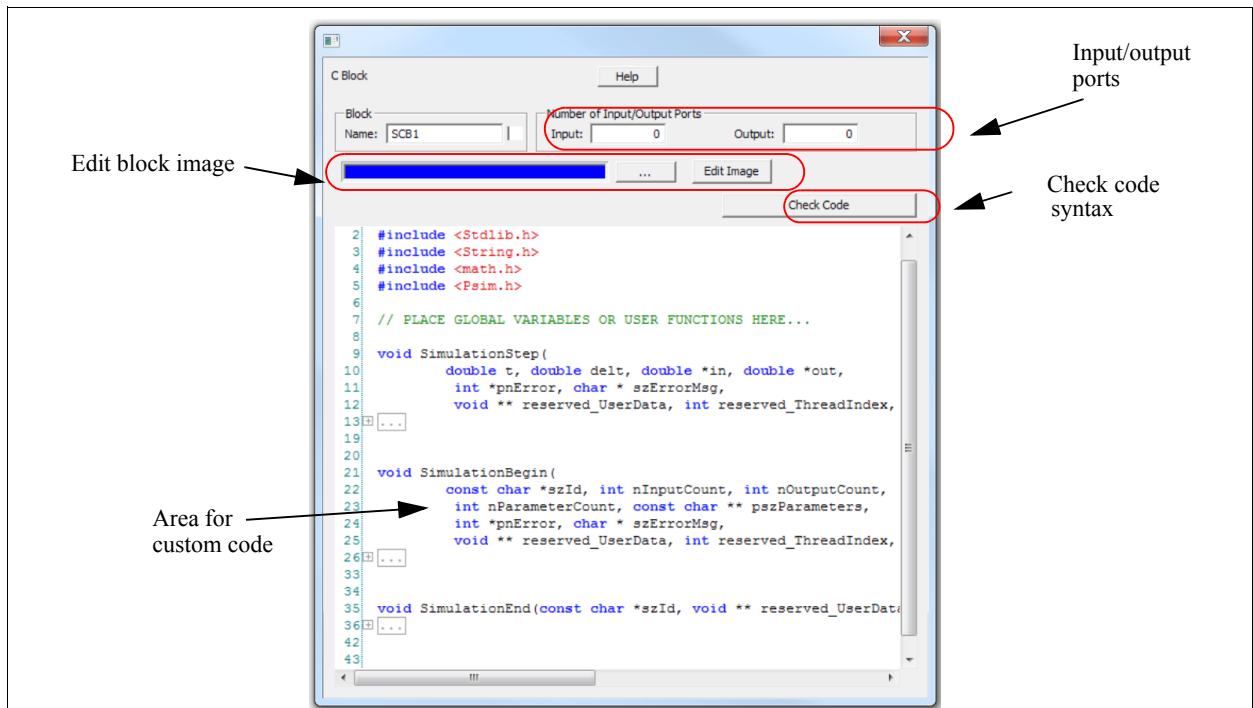 C Block
Help
Block
Number of Input/Output Ports
Name: SCB1
Input: 0
Output: 0
... Edit Image
Check Code
Input/output
ports
Edit block image
Check code
syntax
Area for
custom code
2 #include <Stdlib.h>
3 #include <String.h>
4 #include <math.h>
5 #include <Psim.h>
6
7 // PLACE GLOBAL VARIABLES OR USER FUNCTIONS HERE...
8
9 void SimulationStep(
10 double t, double delt, double *in, double *out,
11 int *pnError, char * szErrorMsg,
12 void ** reserved_UserData, int reserved_ThreadIndex,
13 ...
19
20
21 void SimulationBegin(
22 const char *szId, int nInputCount, int nOutputCount,
23 int nParameterCount, const char ** pszParameters,
24 int *pnError, char * szErrorMsg,
25 void ** reserved_UserData, int reserved_ThreadIndex,
26 ...
33
34
35 void SimulationEnd(const char *szId, void ** reserved_UserData
36 ...
42
43